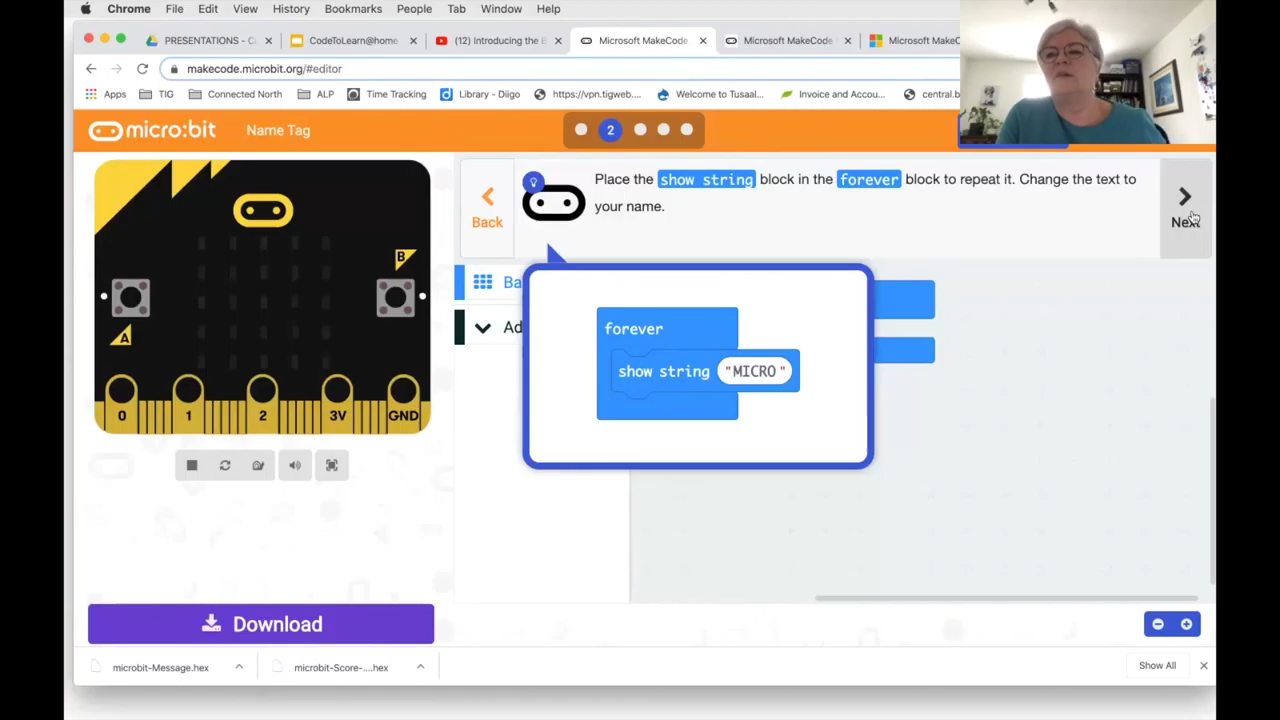 Chrome File Edit View History Bookmarks People Tab Window Help
PRESENTATIONS - C
CodeToLearn@home
(12) Introducing the E
Microsoft MakeCode
Microsoft MakeCode
Microsoft MakeC
makecode.microbit.org/#editor
Apps TIG Connected North ALP Time Tracking Library - Diigo https://vpn.tigweb.... Welcome to Tusaal... Invoice and Accou... central.b
micro:bit Name Tag 2
Back
Place the show string block in the forever block to repeat it. Change the text to
your name.
Next
Ba
Ad
forever
show string "MICRO"
B
A
0 1 2 3V GND
Download
microbit-Message.hex microbit-Score-....hex Show All